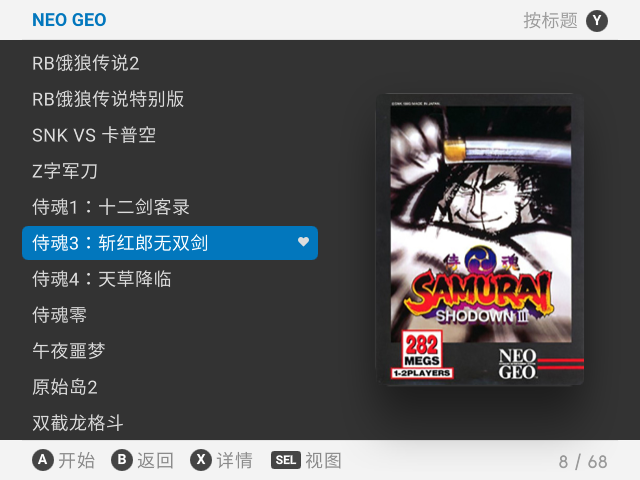 NEO GEO
按标题 Y
RB饿狼传说2
RB饿狼传说特别版
SNK VS 卡普空
Z字军刀
侍魂1：十二剑客录
侍魂3：斩红郎无双剑
侍魂4：天草降临
侍魂零
午夜噩梦
原始岛2
双截龙格斗
侍 魂
SAMURAI
SHODOWN III
282
MEGS
1-2PLAYERS
NEO
GEO
A 开始 B 返回 X 详情 SEL 视图
8 / 68